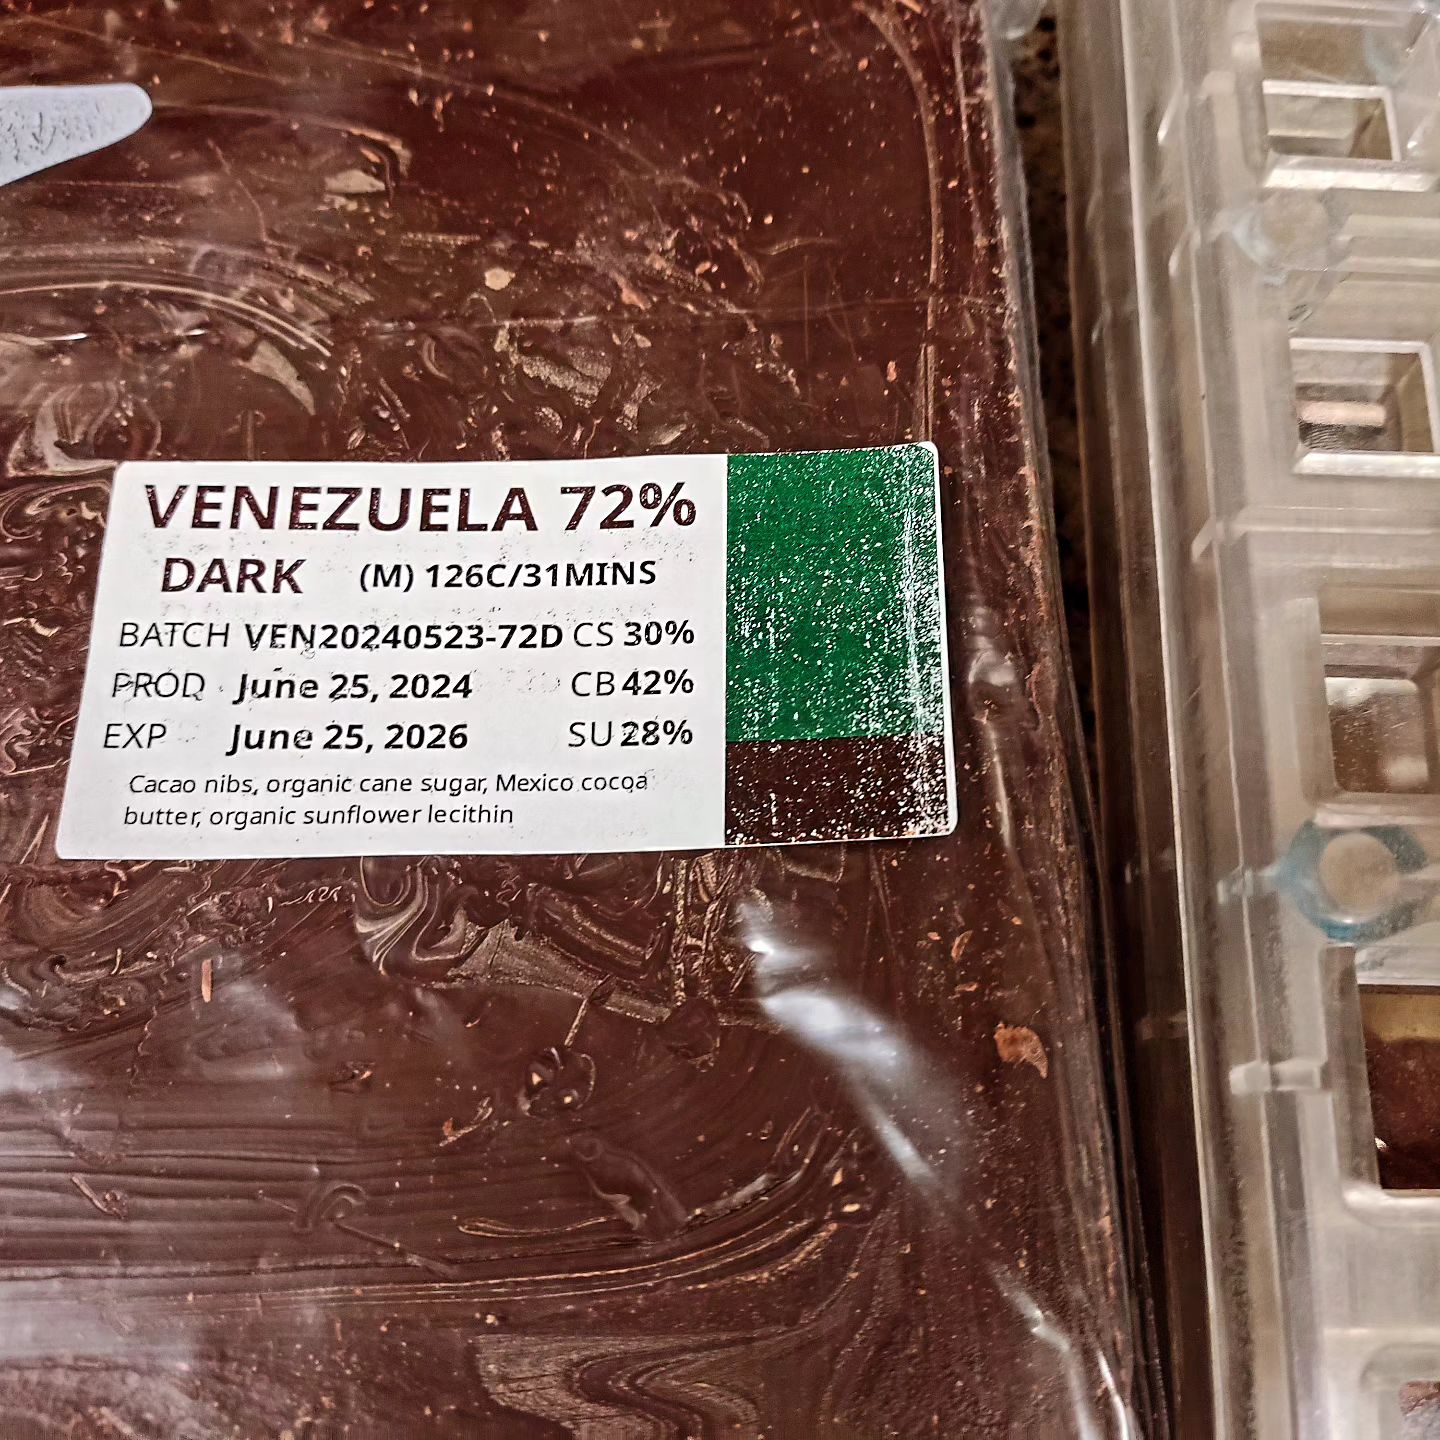 VENEZUELA 72%
DARK (M) 126C/31MINS
BATCH VEN20240523-72D CS 30%
PROD June 25, 2024 CB 42%
EXP June 25, 2026 SU 28%
Cacao nibs, organic cane sugar, Mexico cocoa
butter, organic sunflower lecithin